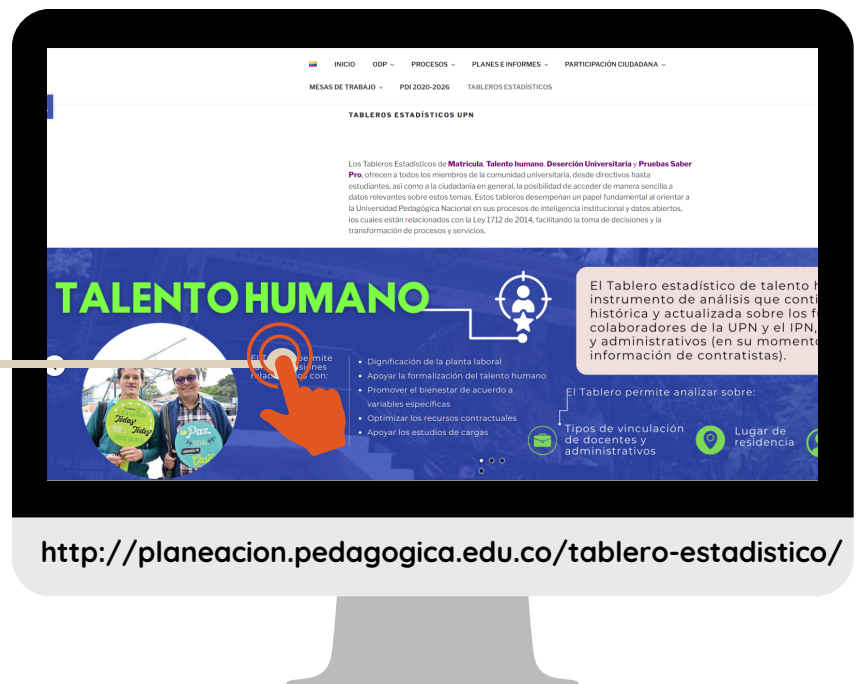 INICIO ODP PROCESOS PLANES E INFORMES PARTICIPACIÓN CIUDADANA
MESAS DE TRABAJO PDI 2020-2026 TABLEROS ESTADÍSTICOS
TABLEROS ESTADÍSTICOS UPN
Los Tableros Estadísticos de Matrícula, Talento humano, Deserción Universitaria y Pruebas Saber
Pro, ofrecen a todos los miembros de la comunidad universitaria, desde directivos hasta
estudiantes, así como a la ciudadanía en general, la posibilidad de acceder de manera sencilla a
datos relevantes sobre estos temas. Estos tableros desempeñan un papel fundamental al orientar a
la Universidad Pedagógica Nacional en sus procesos de inteligencia institucional y datos abiertos,
los cuales están relacionados con la Ley 1712 de 2014, facilitando la toma de decisiones y la
transformación de procesos y servicios.
TALENTO HUMANO
El Tablero estadístico de talento
instrumento de análisis que
histórica y actualizada sobre los
colaboradores de la UPN y el IPN,
y administrativos (en su momento
información de contratistas).
con:
Dignificación de la planta laboral
Apoyar la formalización del talento humano
Promover el bienestar de acuerdo a
variables específicas
Optimizar los recursos contractuales
Apoyar los estudios de cargas
El Tablero permite analizar sobre:
Tipos de vinculación
de docentes y
administrativos
Lugar de
residencia
Today
Today
Paz
http://planeacion.pedagogica.edu.co/tablero-estadistico/